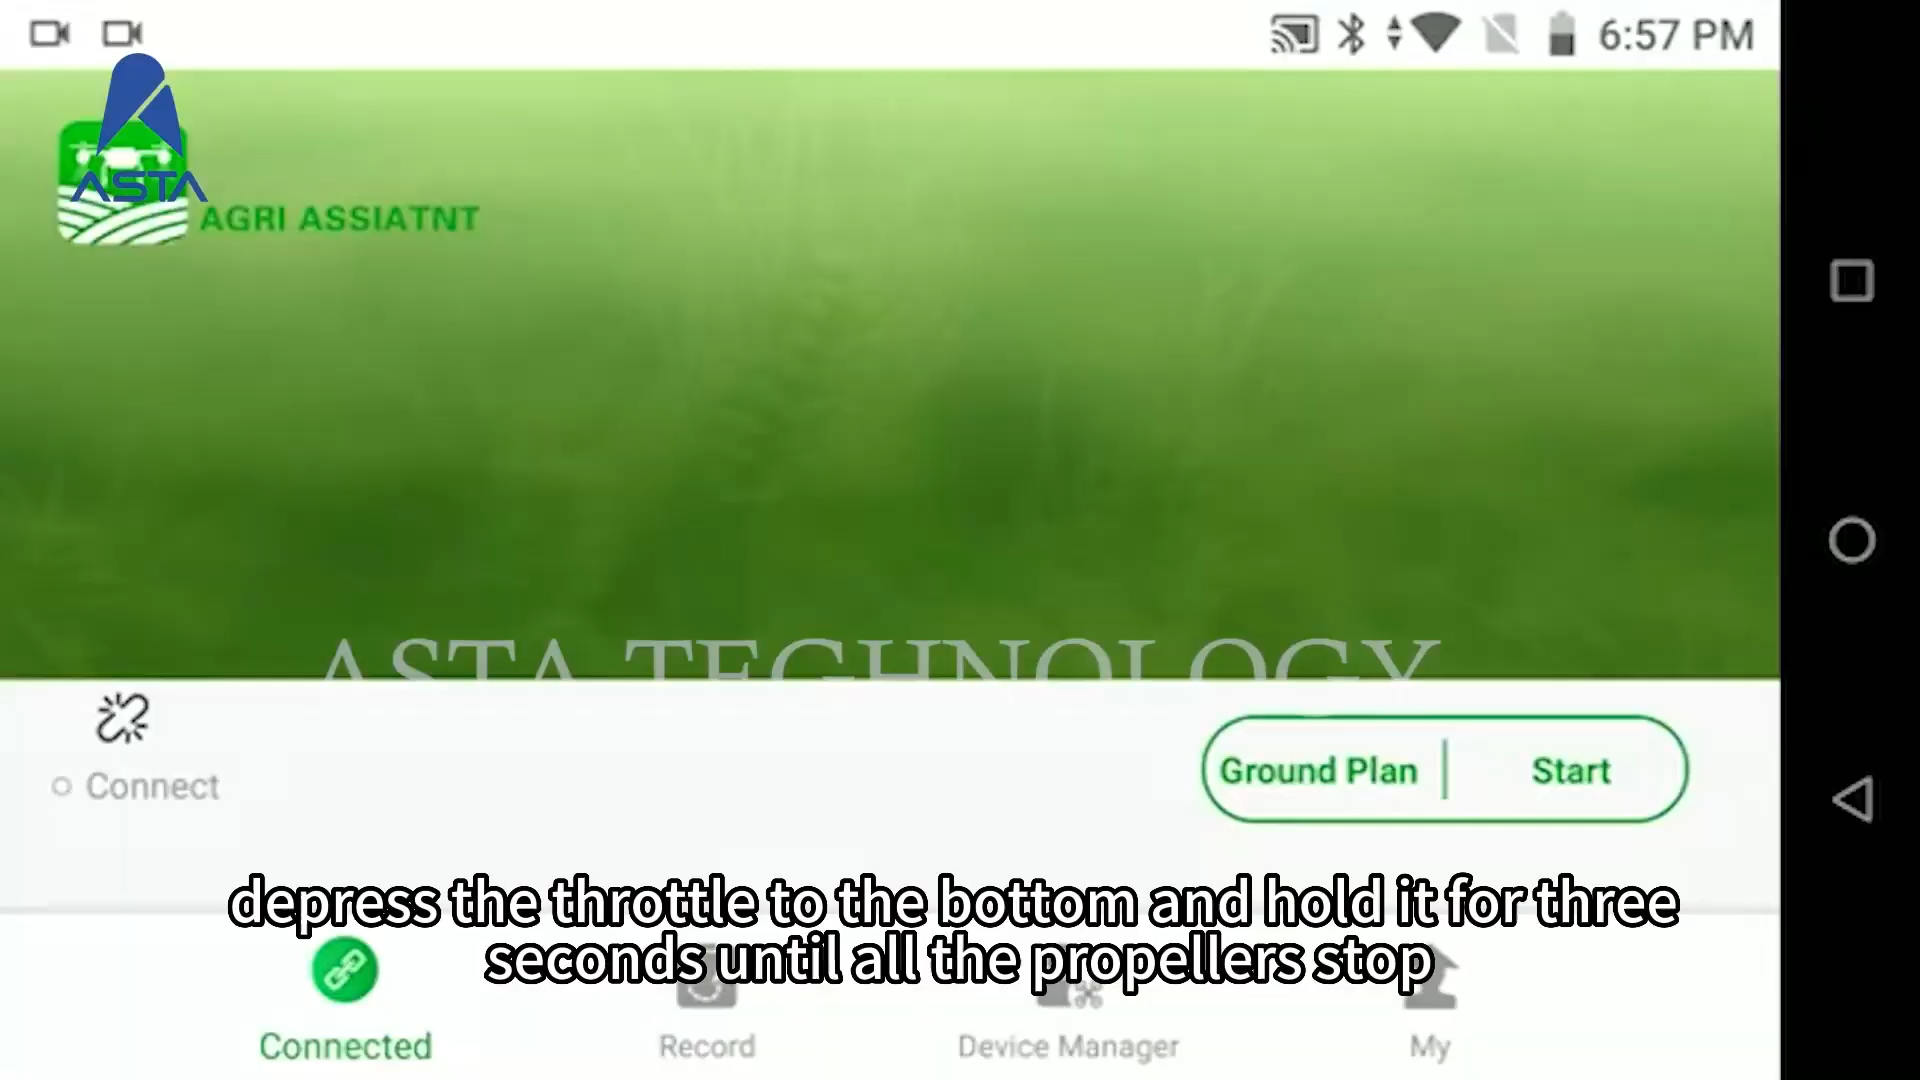 6:57 PM
ASTA
AGRI ASSIATNT
ASTA TECHNOLOGY
Connect
Ground Plan
Start
depress the throttle to the bottom and hold it for three
seconds until all the propellers stop
Connected
Record
Device Manager
My